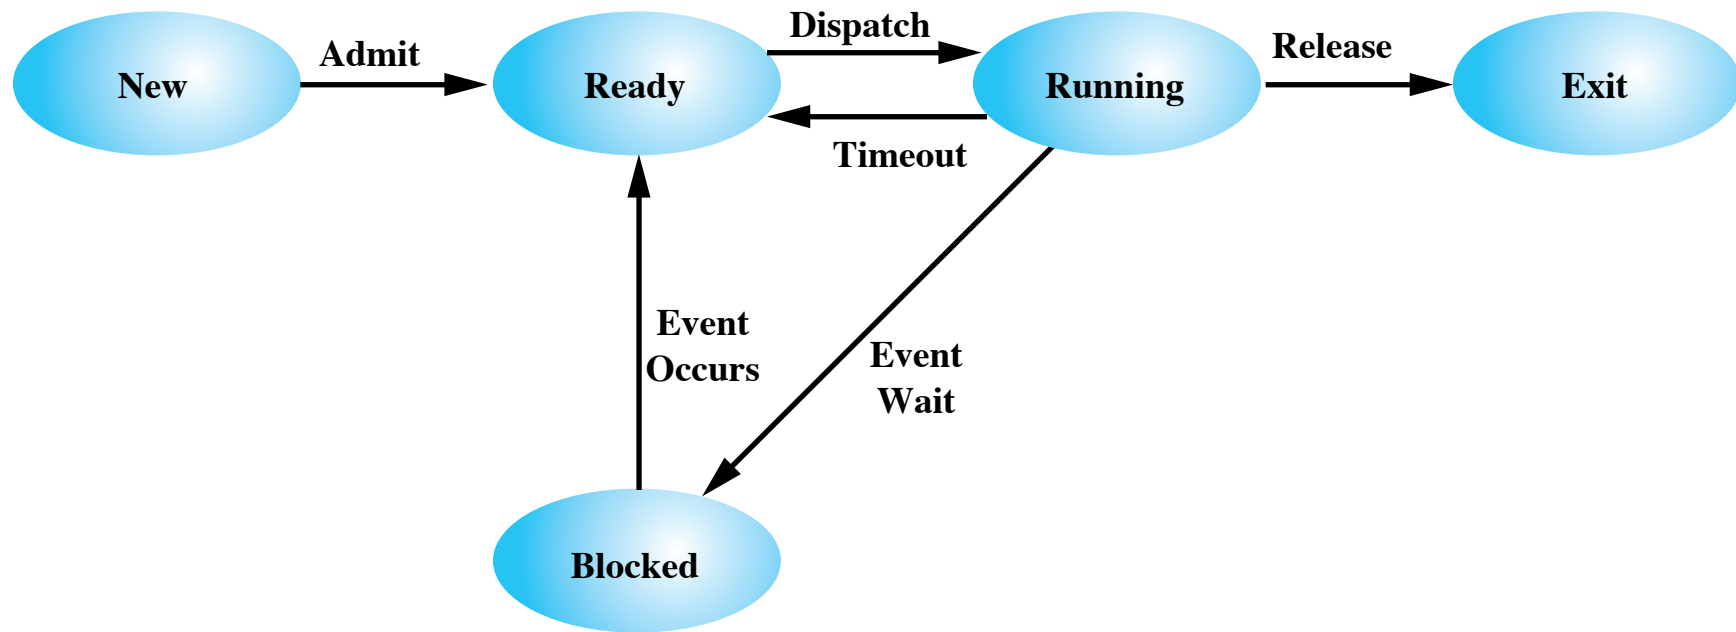 New
Admit
Ready
Dispatch
Timeout
Running
Release
Exit
Event
Occurs
Event
Wait
Blocked